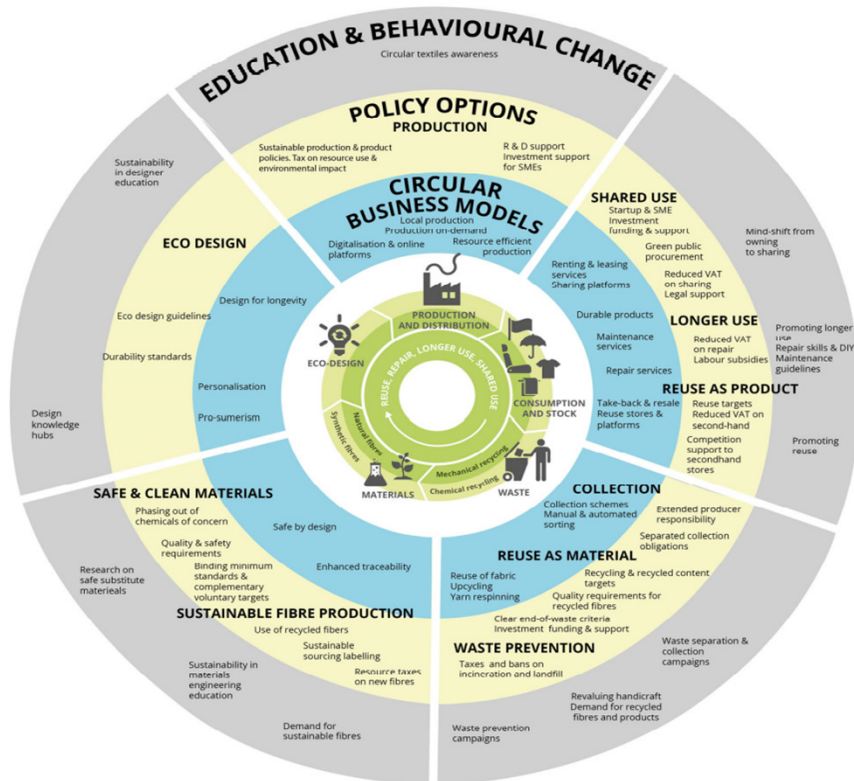 EDUCATION & BEHAVIOURAL CHANGE
Circular textiles awareness
POLICY OPTIONS
PRODUCTION
Sustainable production & product
policies. Tax on resource use &
environmental impact
R & D support
Investment support
for SMEs
CIRCULAR
BUSINESS MODELS
Local production
Production on-demand
Digitalisation & online
platforms
Resource efficient
production
Sustainability
in designer
education
ECO DESIGN
Eco design guidelines
Durability standards
Design for longevity
Personalisation
Pro-sumerism
Design
knowledge
hubs
SHARED USE
Startup & SME
Investment
funding & support
Green public
procurement
Reduced VAT
on sharing
Legal support
Renting & leasing
services
Sharing platforms
Mind-shift from
owning
to sharing
Durable products
LONGER USE
Maintenance
services
Reduced VAT
on repair
Labour subsidies
Promoting longer
use
Repair skills & DIY
Maintenance
guidelines
Repair services
REUSE AS PRODUCT
Take-back & resale
Reuse stores &
platforms
Reuse targets
Reduced VAT on
second-hand
Competition
support to
secondhand
stores
Promoting
reuse
PRODUCTION
AND DISTRIBUTION
ECO-DESIGN
REUSE, REPAIR, LONGER USE, SHARED USE
CONSUMPTION
AND STOCK
Natural fibres
Synthetic fibres
Mechanical recycling
Chemical recycling
MATERIALS
WASTE
SAFE & CLEAN MATERIALS
Phasing out of
chemicals of concern
Quality & safety
requirements
Binding minimum
standards &
complementary
voluntary targets
Safe by design
Enhanced traceability
Research on
safe substitute
materieals
SUSTAINABLE FIBRE PRODUCTION
Use of recycled fibers
Sustainable
sourcing labelling
Resource taxes
on new fibres
Sustainability in
materials
engineering
education
Demand for
sustainable fibres
COLLECTION
Collection schemes
Manual & automated
sorting
Extended producer
responsibility
Separated collection
obligations
REUSE AS MATERIAL
Reuse of fabric
Upcycling
Yarn respinning
Recycling & recycled content
targets
Quality requirements for
recycled fibres
Clear end-of-waste criteria
Investment funding & support
WASTE PREVENTION
Taxes and bans on
incineration and landfill
Waste separation &
collection
campaigns
Revaluing handicraft
Demand for recycled
fibres and products
Waste prevention
campaigns